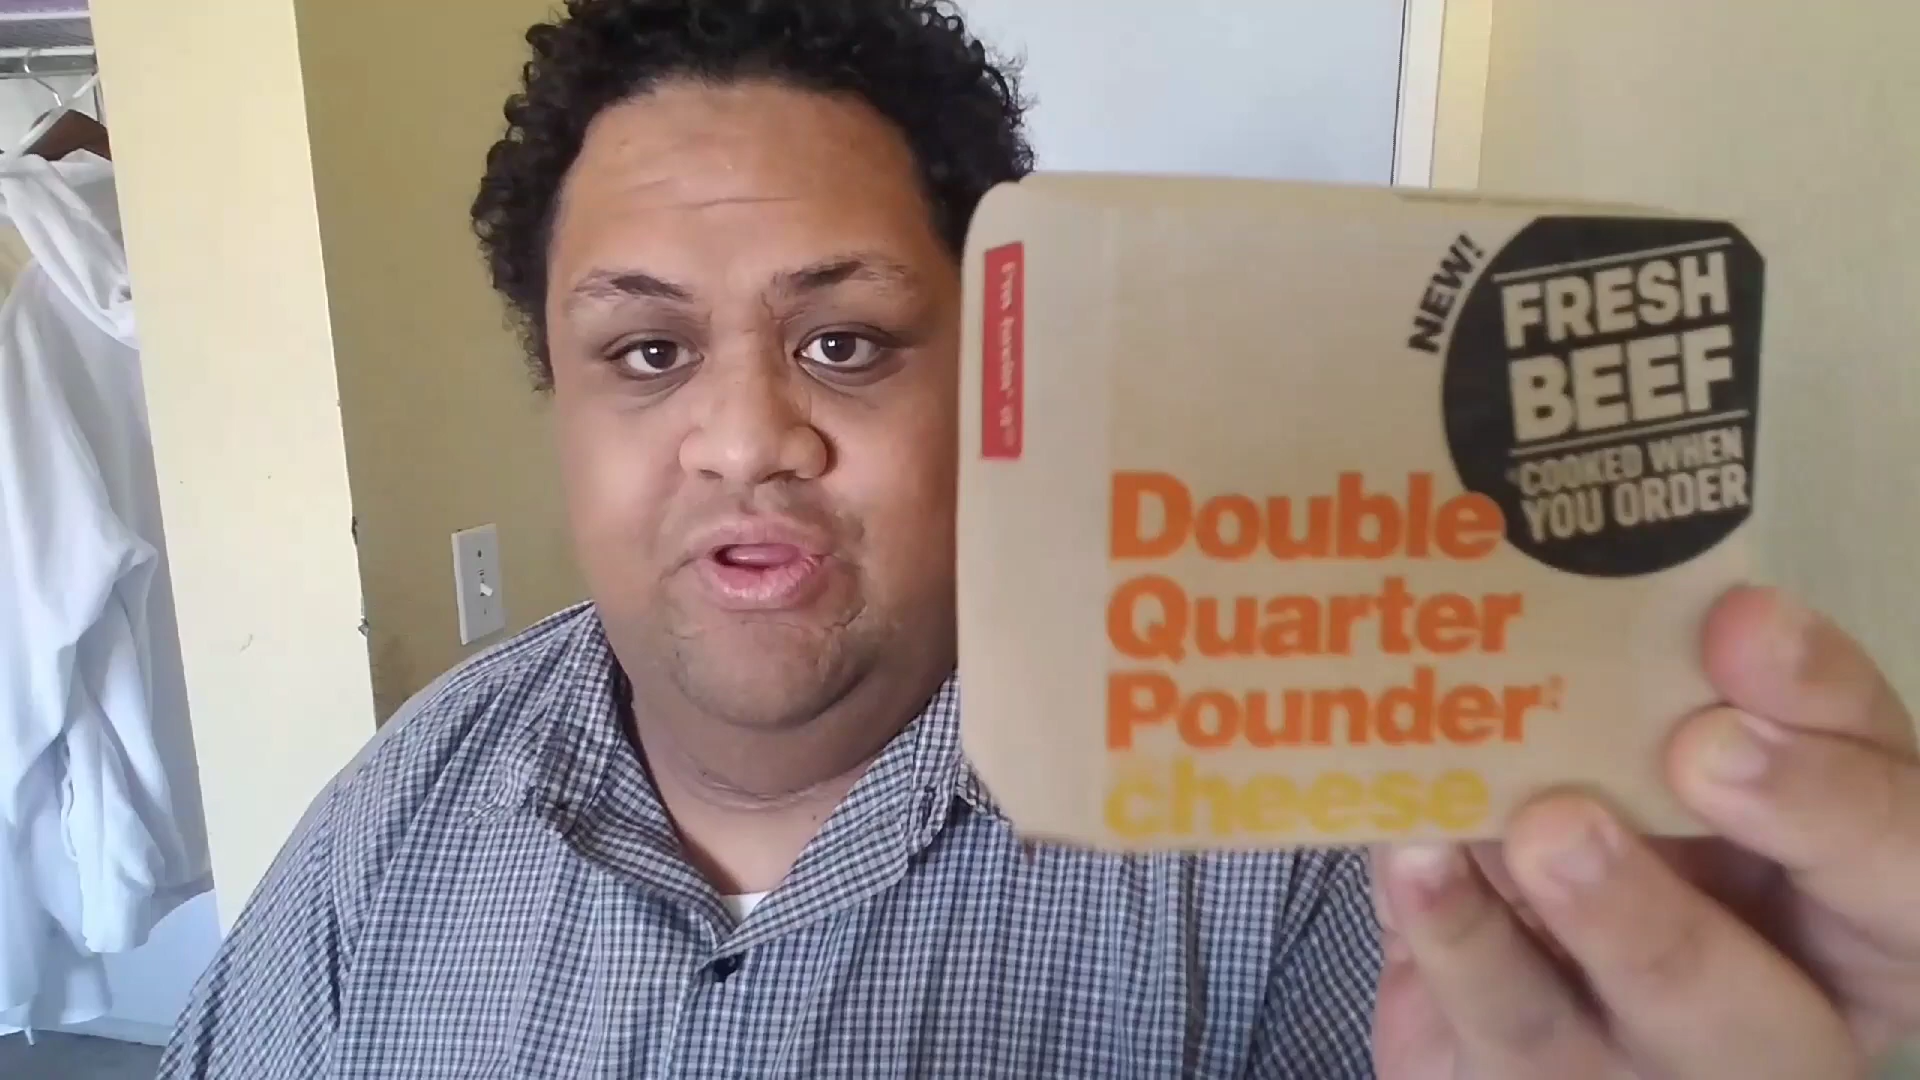 NEW!
FRESH
BEEF
*COOKED WHEN
YOU ORDER
Double
Quarter
Pounder
cheese